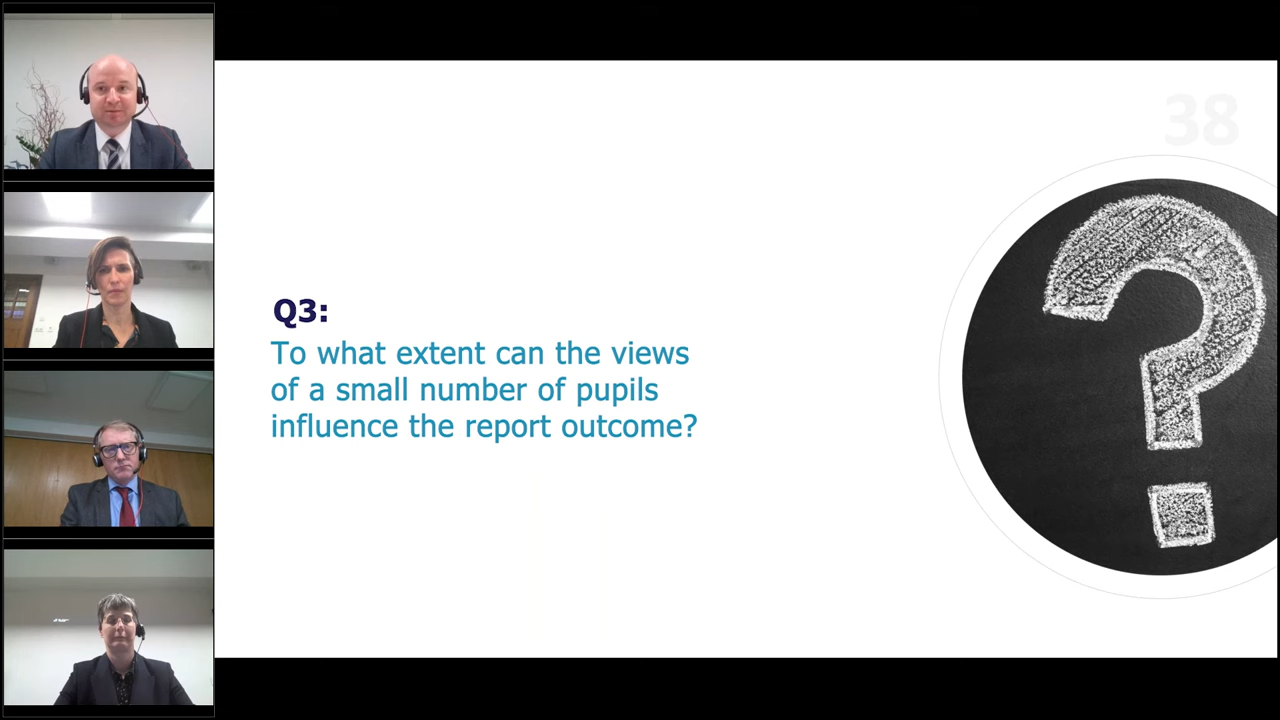 38
Q3:
To what extent can the views
of a small number of pupils
influence the report outcome?